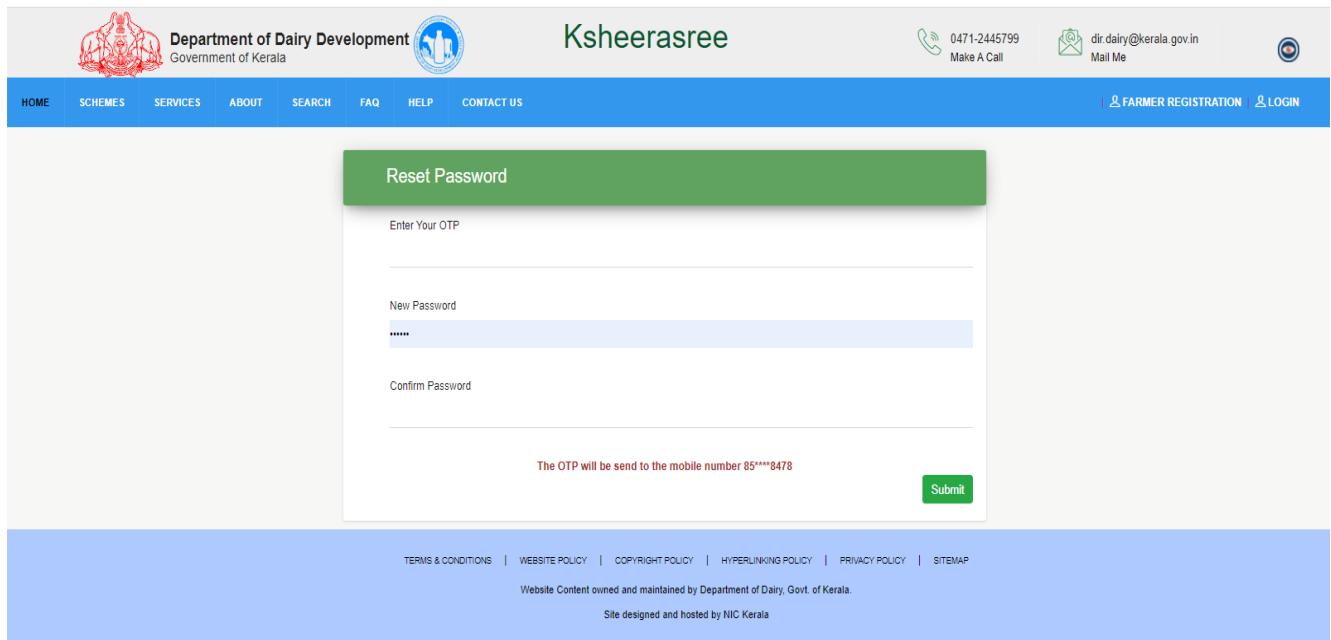 Department of Dairy Development
Government of Kerala
Ksheerasree
0471-2445799
Make A Call
dir.dairy@kerala.gov.in
Mail Me
HOME SCHEMES SERVICES ABOUT SEARCH FAQ HELP CONTACT US | FARMER REGISTRATION | LOGIN
Reset Password
Enter Your OTP
New Password
••••••
Confirm Password
The OTP will be send to the mobile number 85****8478
Submit
TERMS & CONDITIONS | WEBSITE POLICY | COPYRIGHT POLICY | HYPERLINKING POLICY | PRIVACY POLICY | SITEMAP
Website Content owned and maintained by Department of Dairy, Govt. of Kerala.
Site designed and hosted by NIC Kerala